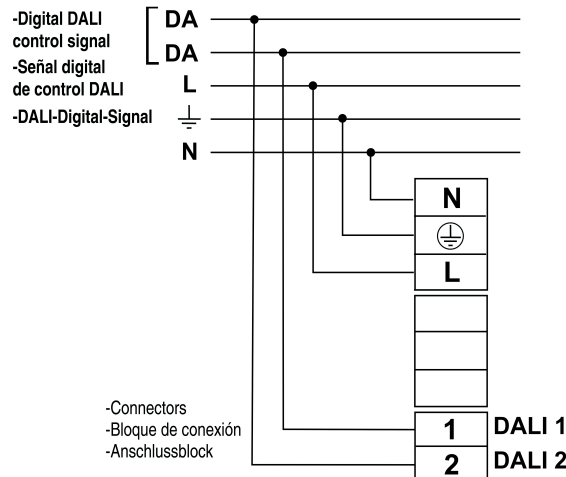 -Digital DALI
control signal
-Señal digital
de control DALI
-DALI-Digital-Signal
DA
DA
L
N
N
L
-Connectors
-Bloque de conexión
-Anschlussblock
1 DALI 1
2 DALI 2